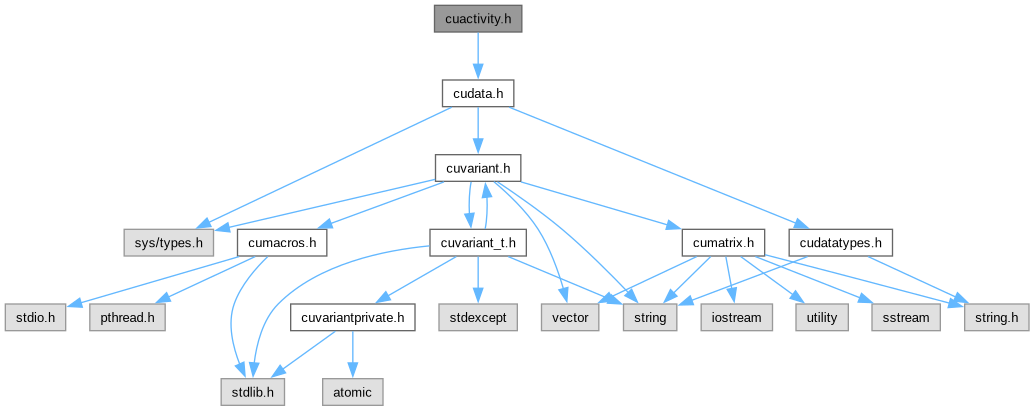 cuactivity.h
cudata.h
cuvariant.h
sys/types.h
cumacros.h
cuvariant_t.h
cumatrix.h
cudatatypes.h
stdio.h
pthread.h
cuvariantprivate.h
stdexcept
vector
string
iostream
utility
sstream
string.h
stdlib.h
atomic